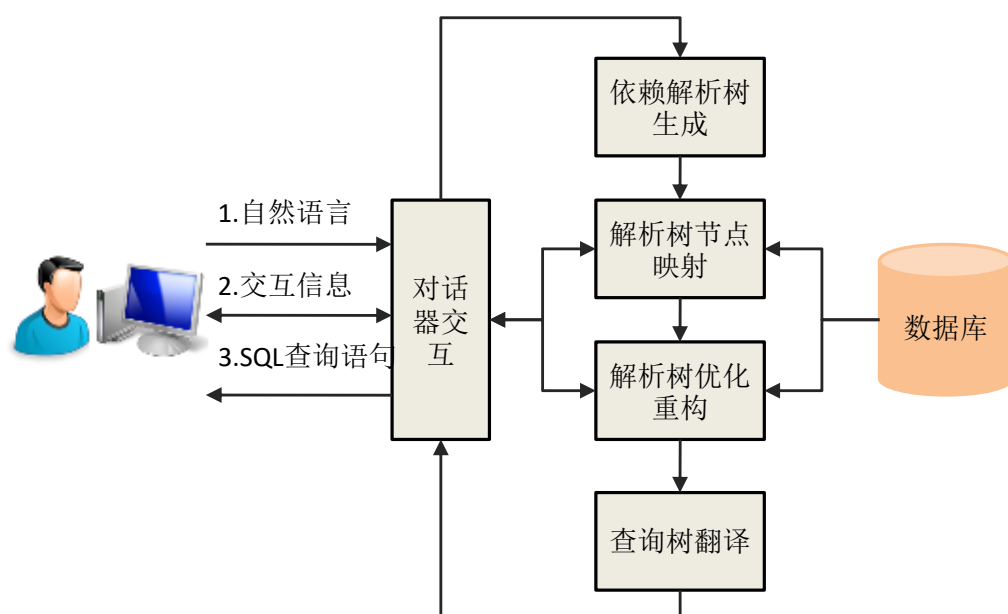 依赖解析树
生成
1.自然语言
2.交互信息
3.SQL查询语句
对话
器交
互
解析树节点
映射
解析树优化
重构
数据库
查询树翻译